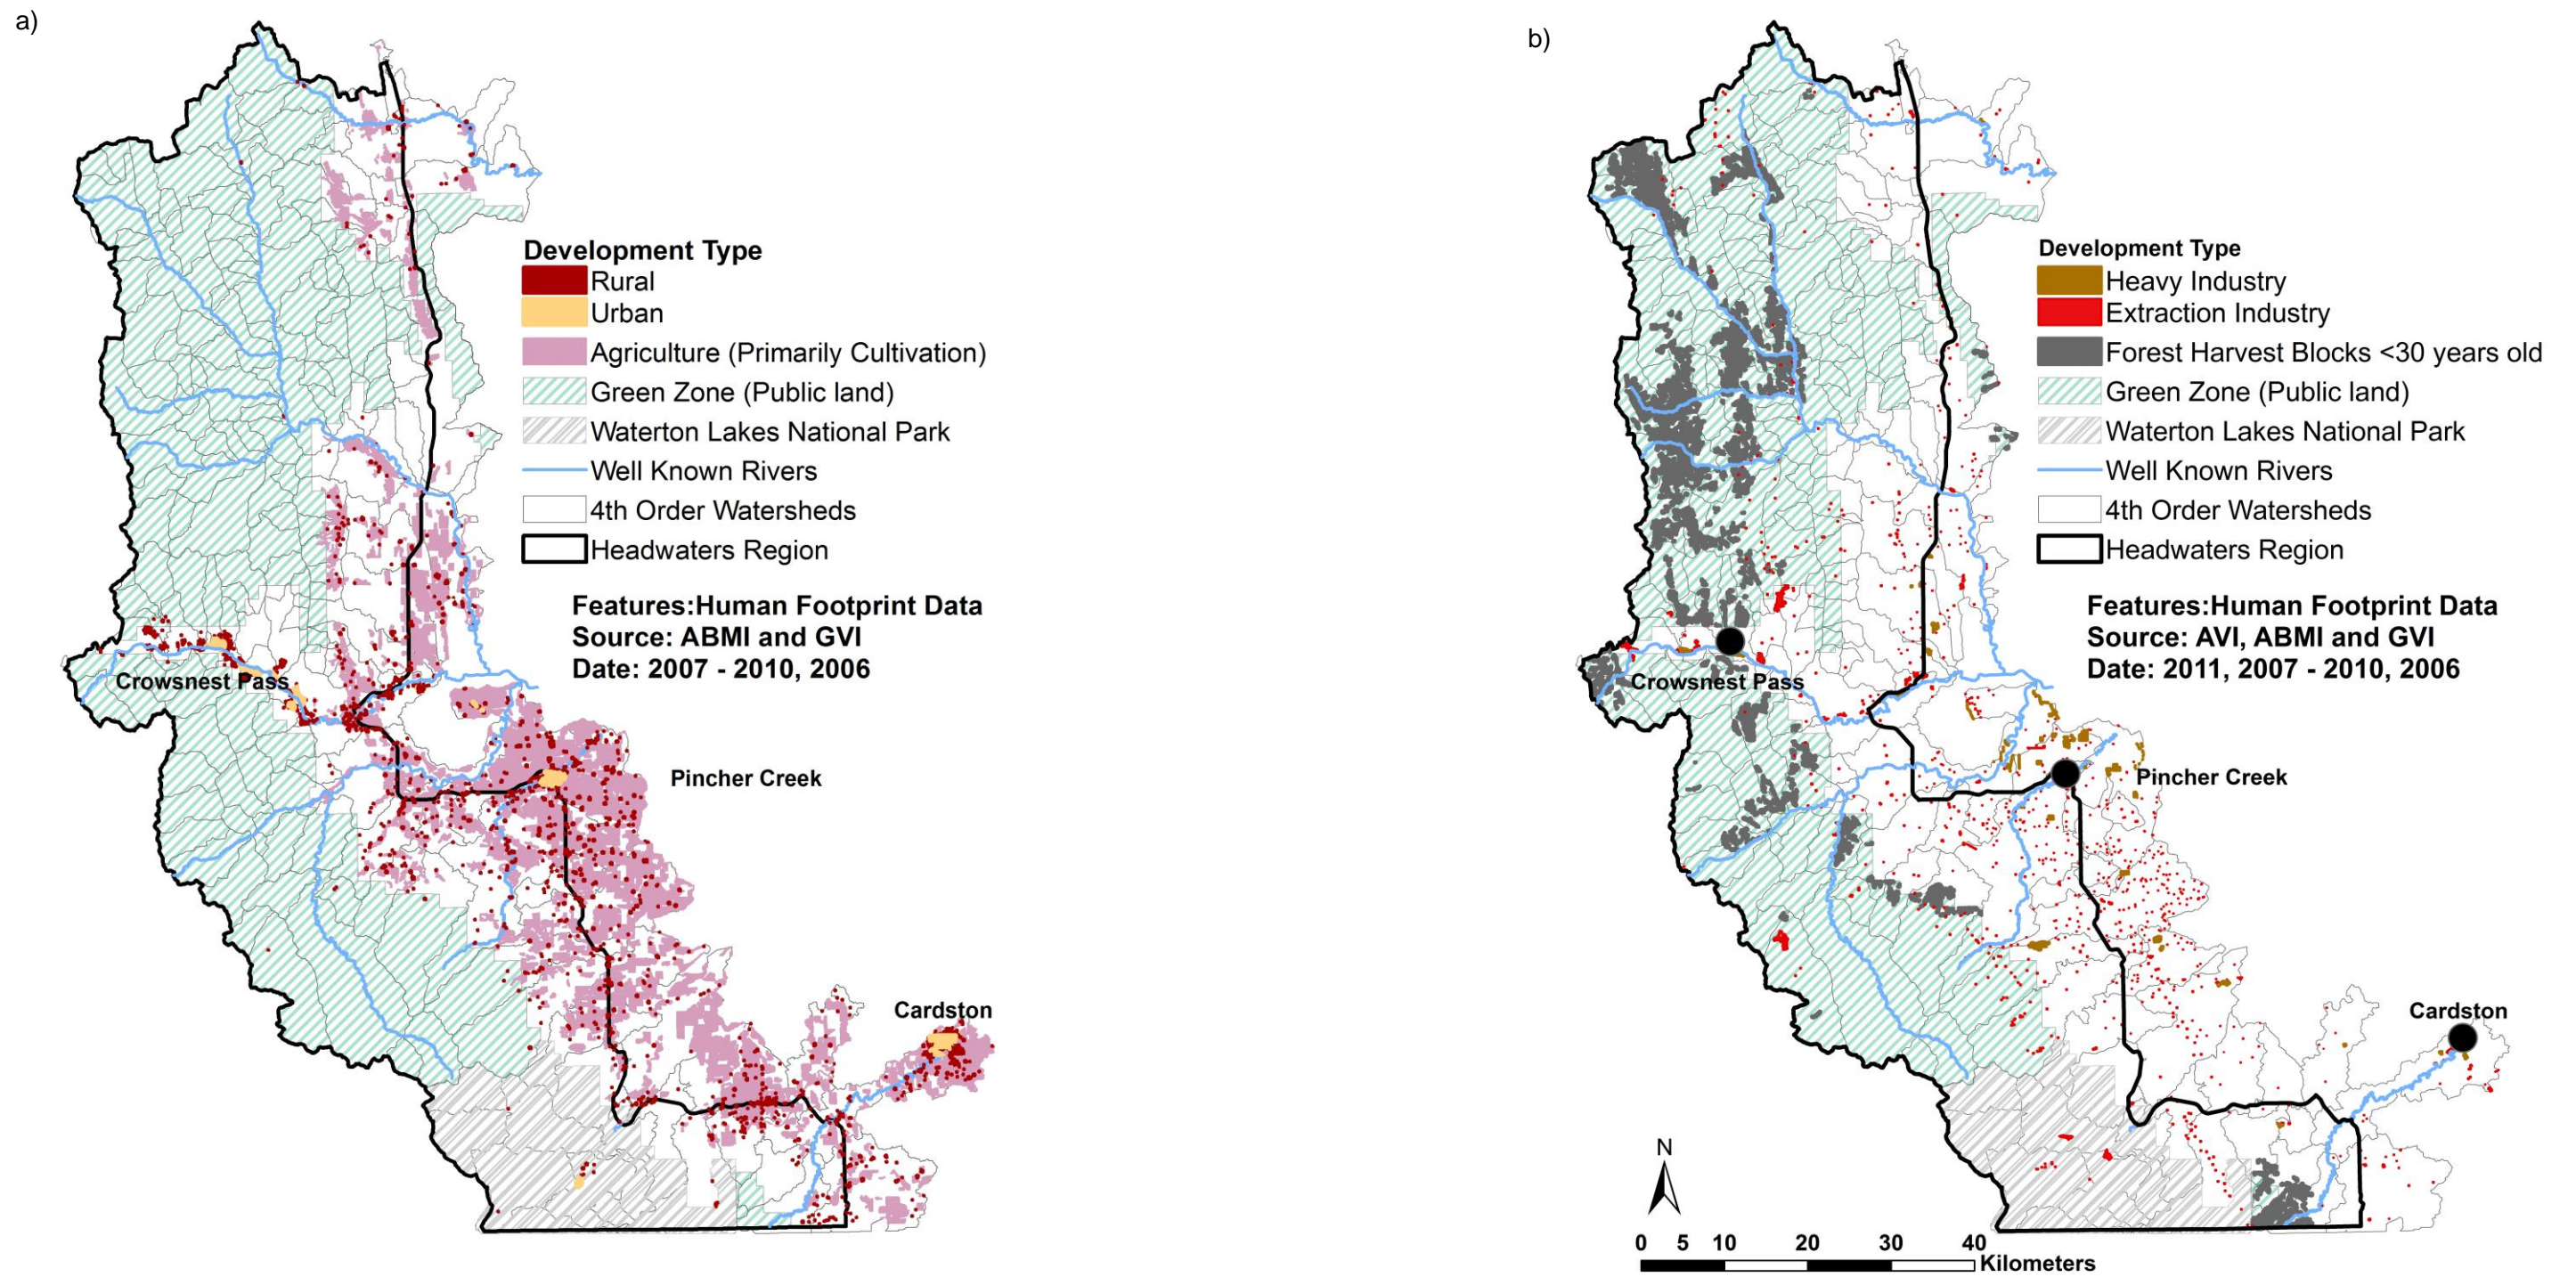 a)
Development Type
Rural
Urban
Agriculture (Primarily Cultivation)
Green Zone (Public land)
Waterton Lakes National Park
Well Known Rivers
4th Order Watersheds
Headwaters Region
Features:Human Footprint Data
Source: ABMI and GVI
Date: 2007 - 2010, 2006
Crowsnest Pass
Pincher Creek
Cardston
b)
Development Type
Heavy Industry
Extraction Industry
Forest Harvest Blocks <30 years old
Green Zone (Public land)
Waterton Lakes National Park
Well Known Rivers
4th Order Watersheds
Headwaters Region
Features:Human Footprint Data
Source: AVI, ABMI and GVI
Date: 2011, 2007 - 2010, 2006
Crowsnest Pass
Pincher Creek
Cardston
N
0 5 10 20 30 40
Kilometers